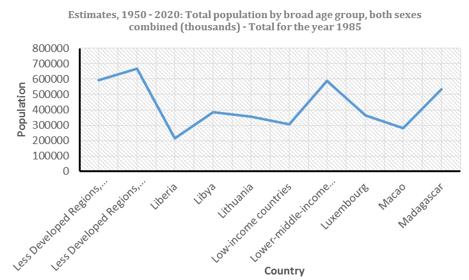 Estimates, 1950 - 2020: Total population by broad age group, both sexes
combined (thousands) - Total for the year 1985
800000
700000
600000
500000
400000
300000
200000
100000
0
Population
Less Developed Regions,...
Less Developed Regions,...
Liberia
Libya
Lithuania
Low-income countries
Lower-middle-income...
Luxembourg
Macao
Madagascar
Country